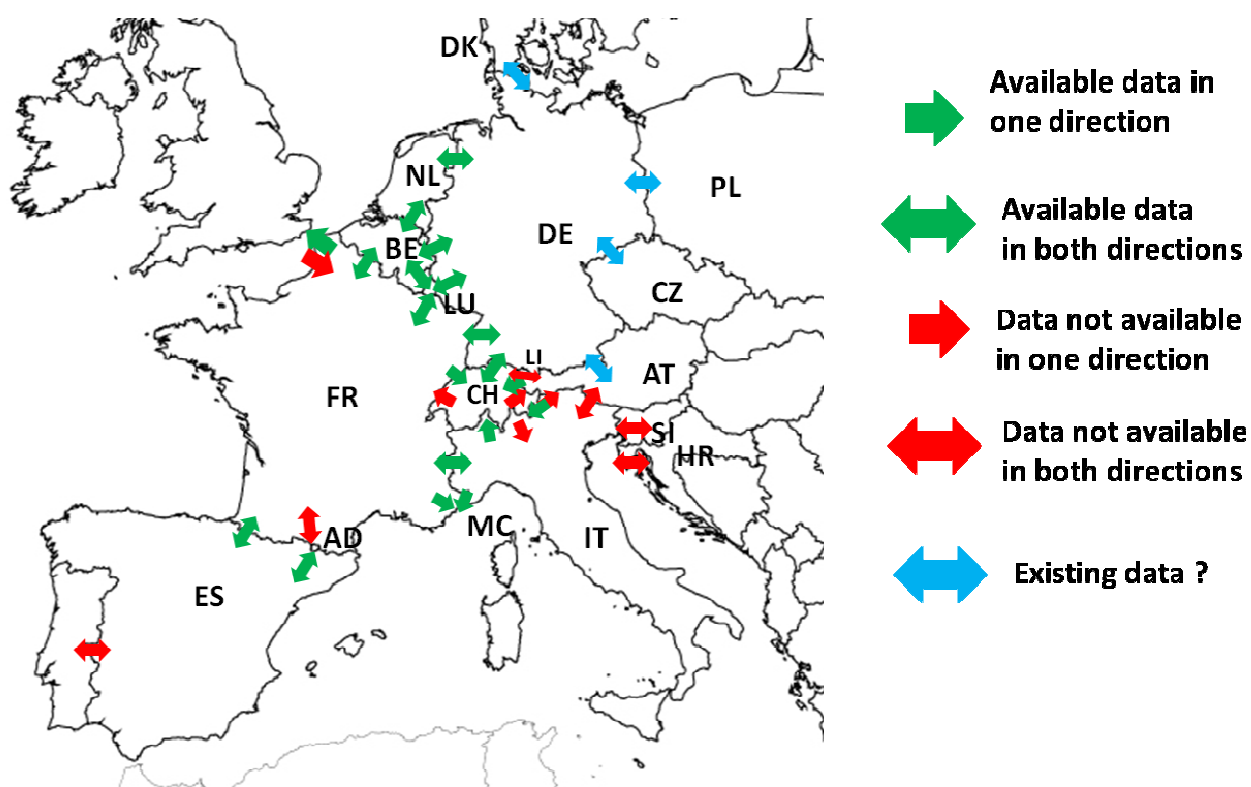 DK
NL
PL
BE
DE
CZ
LU
LI
AT
FR
CH
SI
HR
MC
AD
IT
ES
Available data in
one direction
Available data
in both directions
Data not available
in one direction
Data not available
in both directions
Existing data ?